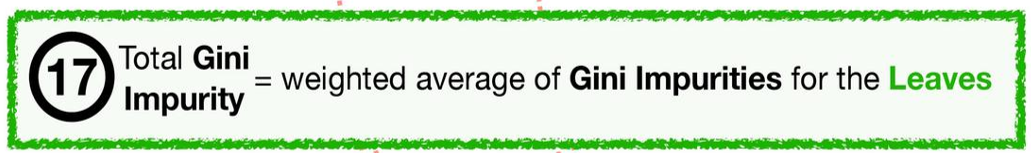 17
Total Gini
Impurity
= weighted average of Gini Impurities for the Leaves